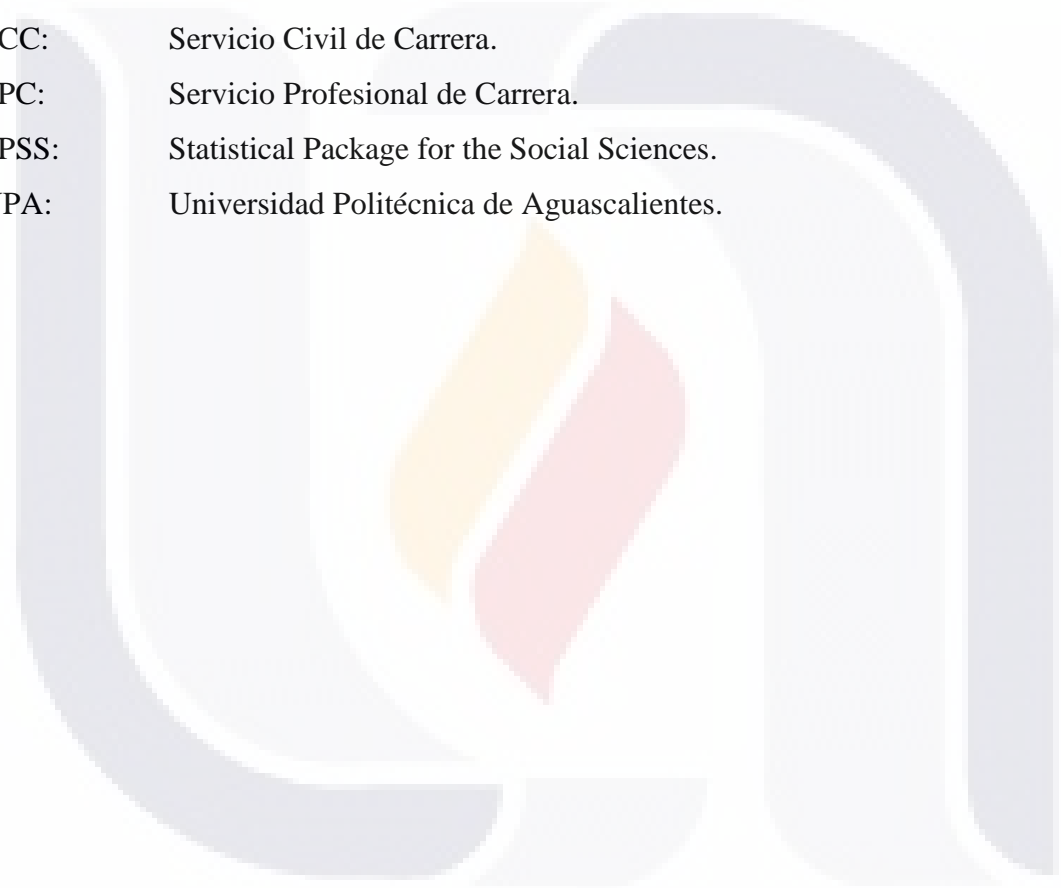 CC: Servicio Civil de Carrera.
PC: Servicio Profesional de Carrera.
PSS: Statistical Package for the Social Sciences.
PA: Universidad Politécnica de Aguascalientes.